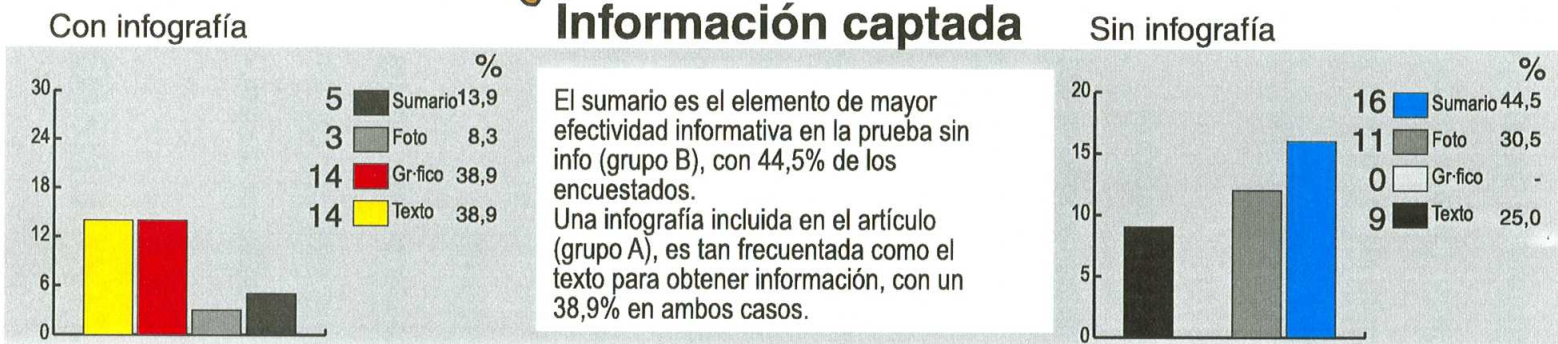 Información captada
Con infografía
%
30
24
18
12
6
0
5 Sumario 13,9
3 Foto 8,3
14 Gr·fico 38,9
14 Texto 38,9
El sumario es el elemento de mayor
efectividad informativa en la prueba sin
info (grupo B), con 44,5% de los
encuestados.
Una infografía incluida en el artículo
(grupo A), es tan frecuentada como el
texto para obtener información, con un
38,9% en ambos casos.
Sin infografía
%
20
15
10
5
0
16 Sumario 44,5
11 Foto 30,5
0 Gr·fico -
9 Texto 25,0